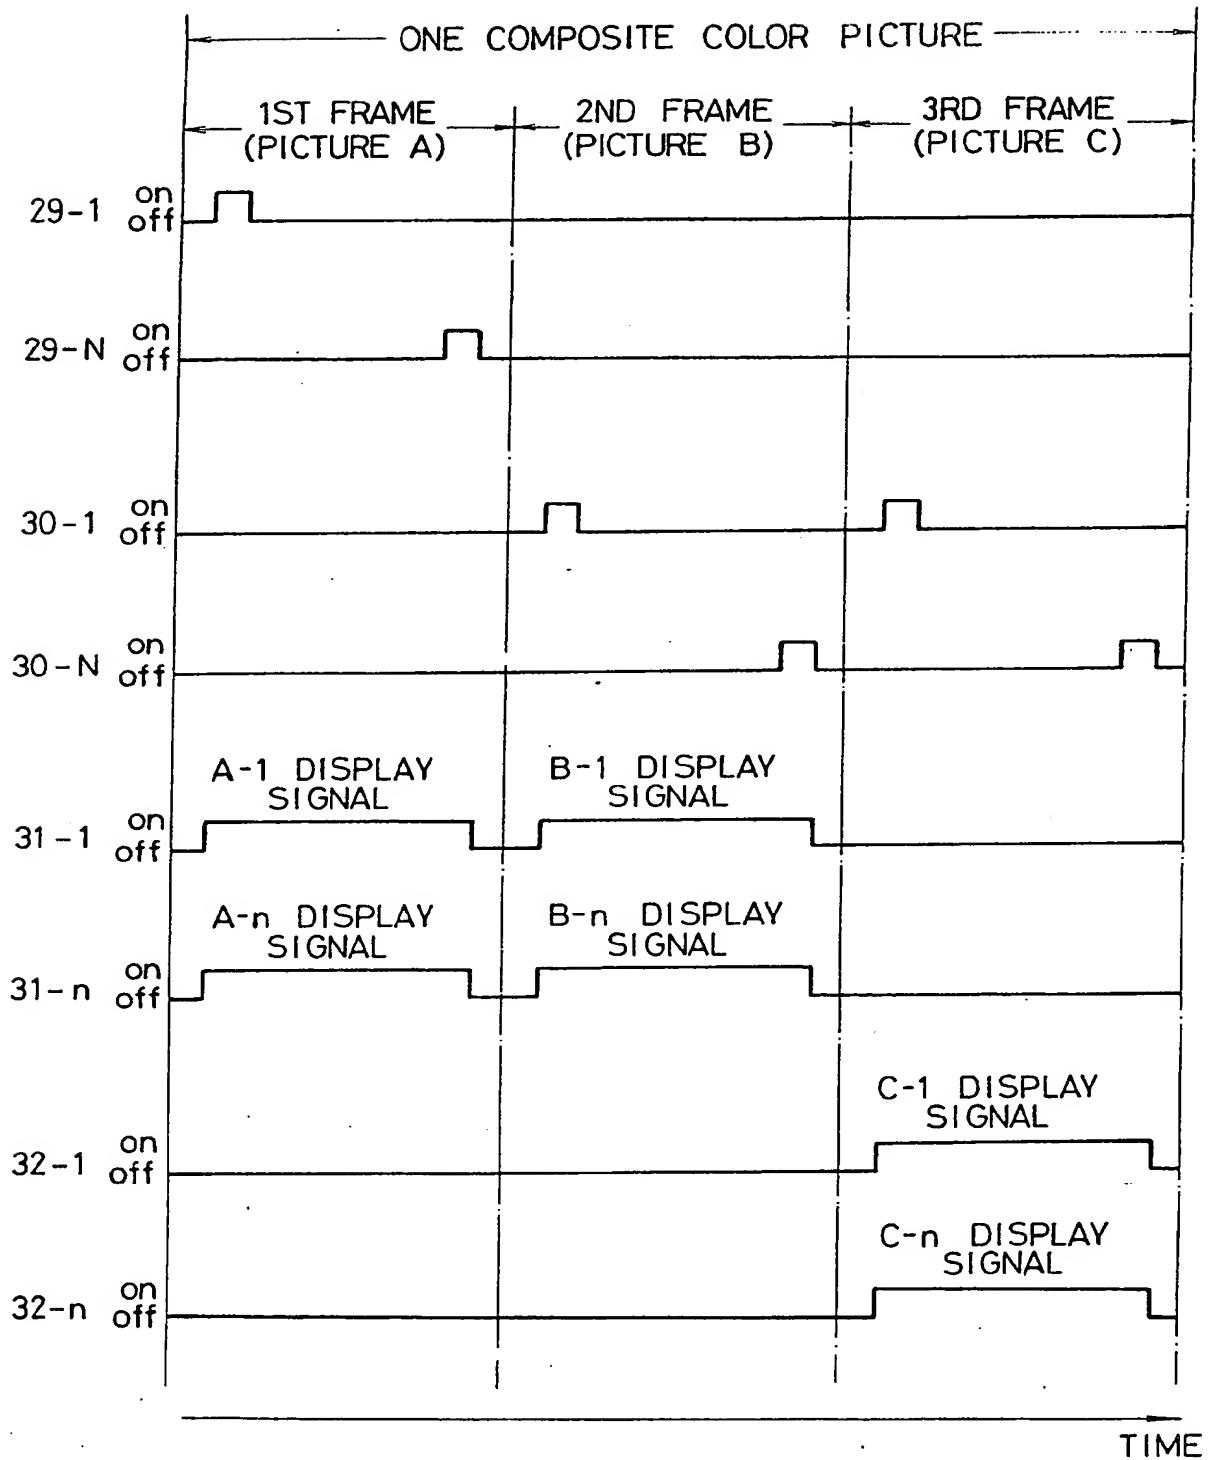 ONE COMPOSITE COLOR PICTURE
1ST FRAME
(PICTURE A)
2ND FRAME
(PICTURE B)
3RD FRAME
(PICTURE C)
29-1 on
off
29-N on
off
30-1 on
off
30-N on
off
A-1 DISPLAY
SIGNAL
B-1 DISPLAY
SIGNAL
31-1 on
off
A-n DISPLAY
SIGNAL
B-n DISPLAY
SIGNAL
31-n on
off
C-1 DISPLAY
SIGNAL
32-1 on
off
C-n DISPLAY
SIGNAL
32-n on
off
TIME